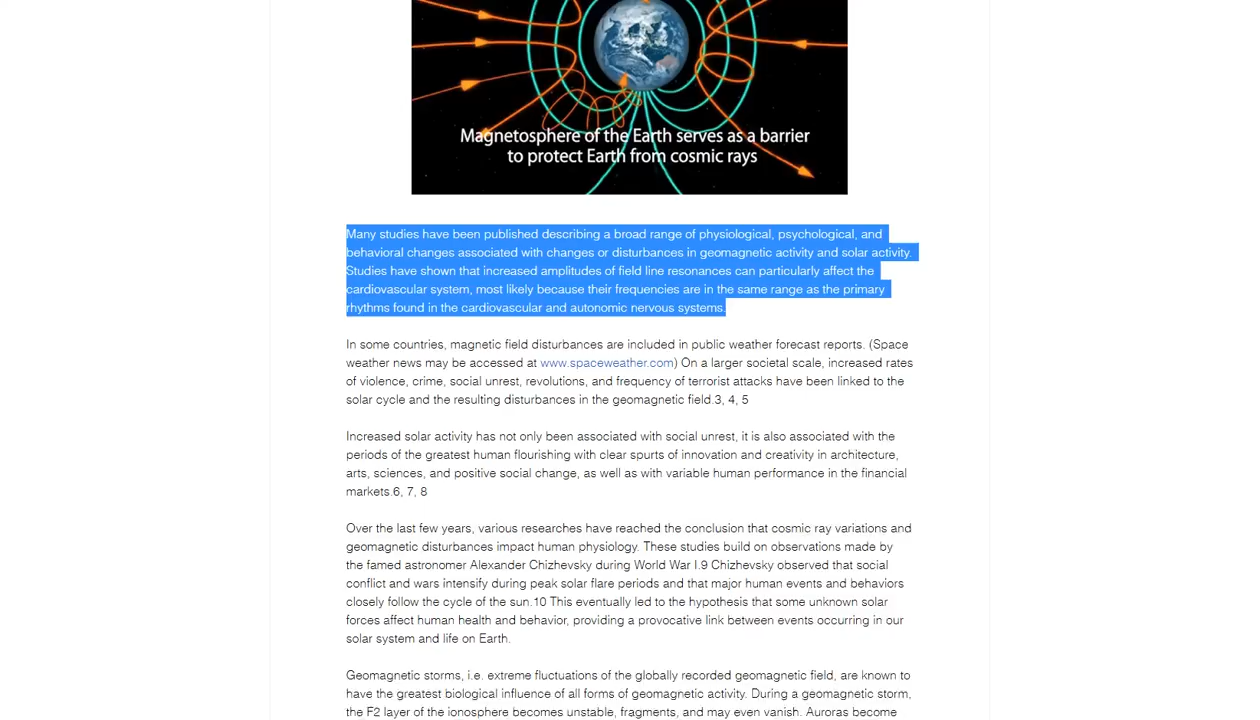 Magnetosphere of the Earth serves as a barrier
to protect Earth from cosmic rays
Many studies have been published describing a broad range of physiological, psychological, and
behavioral changes associated with changes or disturbances in geomagnetic activity and solar activity.
Studies have shown that increased amplitudes of field line resonances can particularly affect the
cardiovascular system, most likely because their frequencies are in the same range as the primary
rhythms found in the cardiovascular and autonomic nervous systems.
In some countries, magnetic field disturbances are included in public weather forecast reports. (Space
weather news may be accessed at www.spaceweather.com) On a larger societal scale, increased rates
of violence, crime, social unrest, revolutions, and frequency of terrorist attacks have been linked to the
solar cycle and the resulting disturbances in the geomagnetic field.3, 4, 5
Increased solar activity has not only been associated with social unrest, it is also associated with the
periods of the greatest human flourishing with clear spurts of innovation and creativity in architecture,
arts, sciences, and positive social change, as well as with variable human performance in the financial
markets.6, 7, 8
Over the last few years, various researches have reached the conclusion that cosmic ray variations and
geomagnetic disturbances impact human physiology. These studies build on observations made by
the famed astronomer Alexander Chizhevsky during World War I.9 Chizhevsky observed that social
conflict and wars intensify during peak solar flare periods and that major human events and behaviors
closely follow the cycle of the sun.10 This eventually led to the hypothesis that some unknown solar
forces affect human health and behavior, providing a provocative link between events occurring in our
solar system and life on Earth.
Geomagnetic storms, i.e. extreme fluctuations of the globally recorded geomagnetic field, are known to
have the greatest biological influence of all forms of geomagnetic activity. During a geomagnetic storm,
the F2 layer of the ionosphere becomes unstable, fragments, and may even vanish. Auroras become